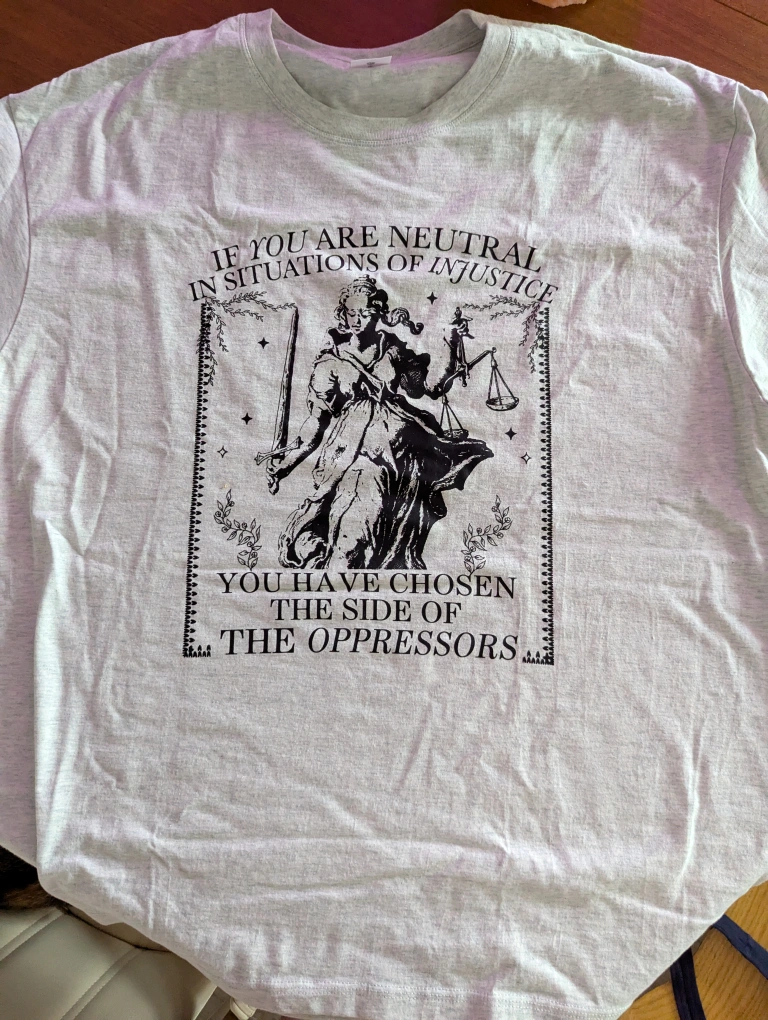 IF YOU ARE NEUTRAL
IN SITUATIONS OF INJUSTICE
YOU HAVE CHOSEN
THE SIDE OF
THE OPPRESSORS